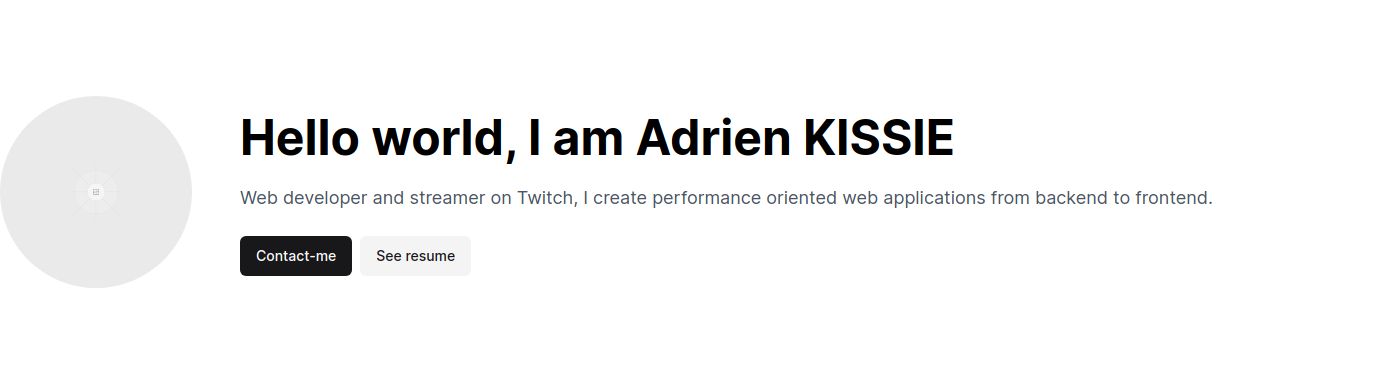 Hello world, I am Adrien KISSIE
Web developer and streamer on Twitch, I create performance oriented web applications from backend to frontend.
Contact-me
See resume